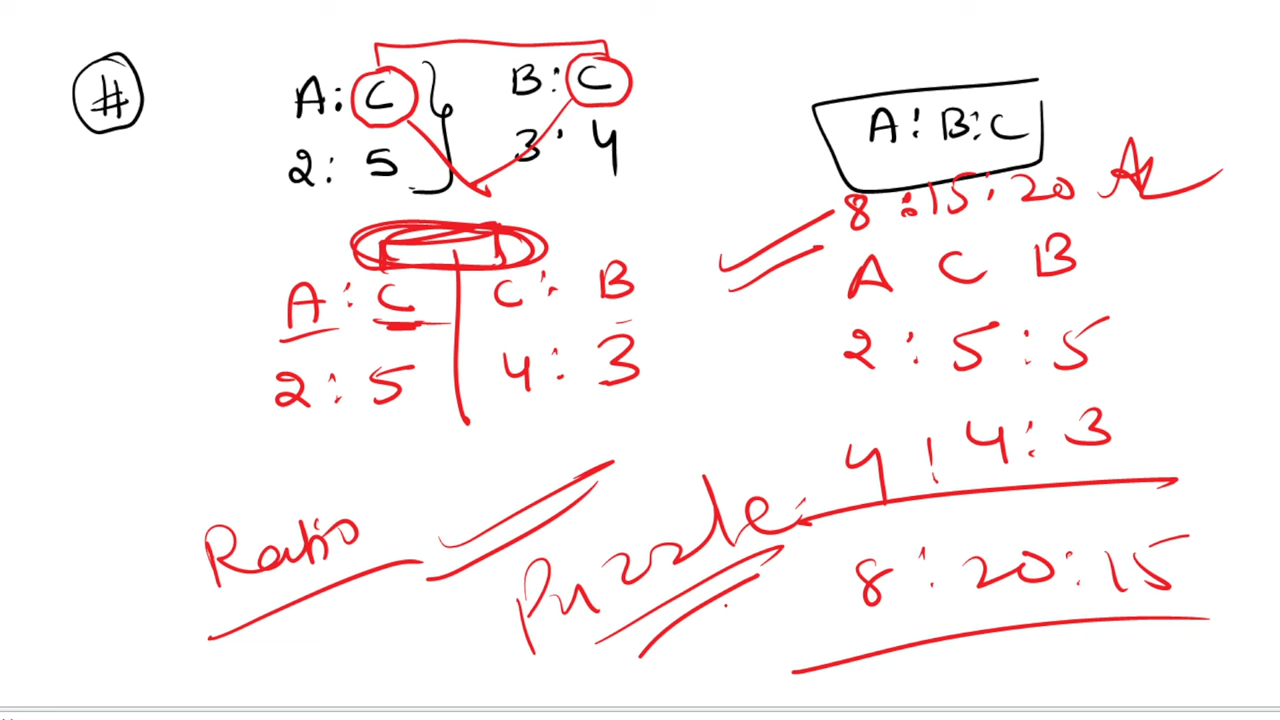 #
A : C B : C
2 : 5 3 : 4
A : B : C
8 : 15 : 20
A : C C : B
2 : 5 4 : 3
A C B
2 : 5 : 5
4 : 4 : 3
8 : 20 : 15
Ratio
Puzzle